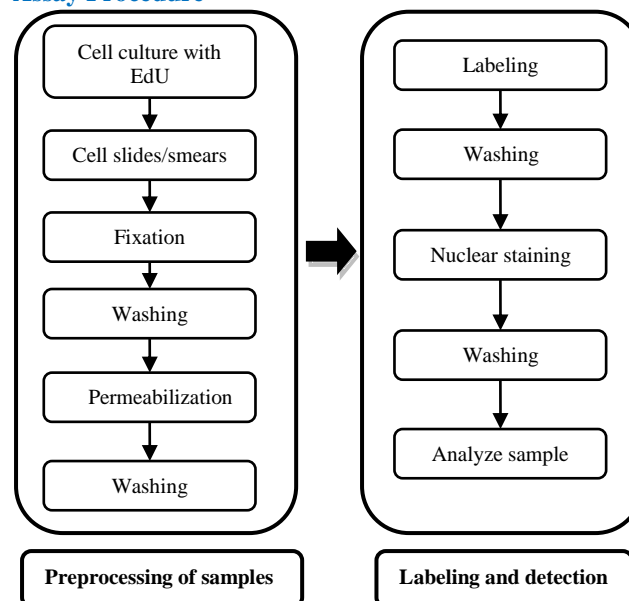 Assay Procedure
Cell culture with
EdU
Cell slides/smears
Fixation
Washing
Permeabilization
Washing
Preprocessing of samples
Labeling
Washing
Nuclear staining
Washing
Analyze sample
Labeling and detection